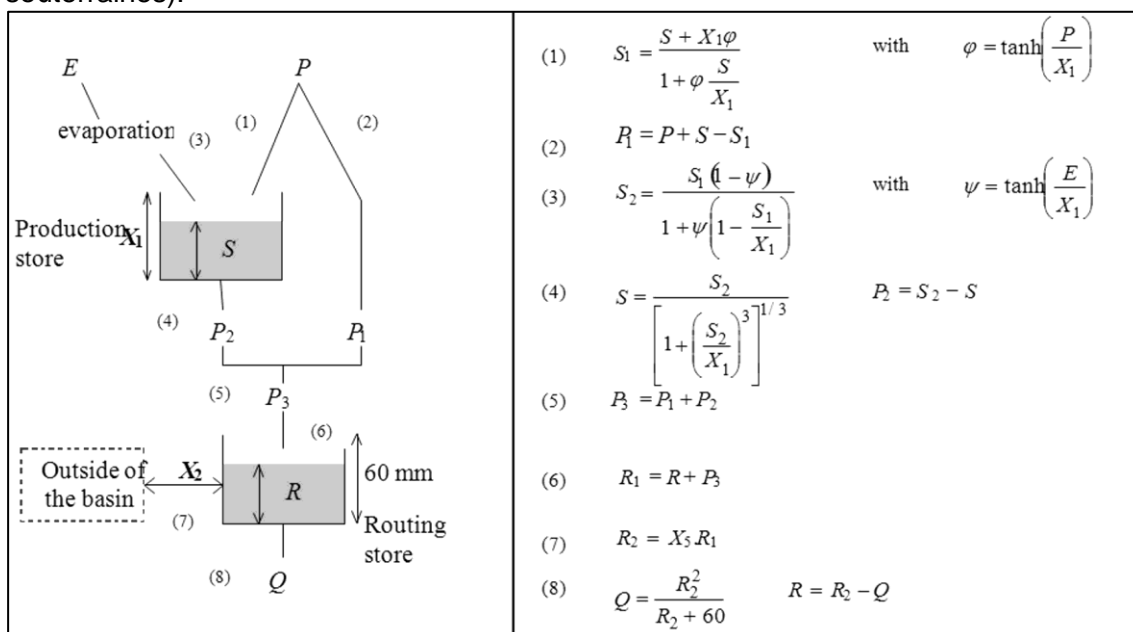 souterraines).
E
P
evaporation
(3)
(1)
(2)
Production
store
X₁
S
(4)
P₂
P₁
(5)
P₃
(6)
Outside of
the basin
X₂
(7)
R
60 mm
Routing
store
(8)
Q
(1) S₁ = (S + X₁φ) / (1 + φ S/X₁) with φ = tanh(P/X₁)
(2) P₁ = P + S − S₁
(3) S₂ = S₁(1 − ψ) / (1 + ψ(1 − S₁/X₁)) with ψ = tanh(E/X₁)
(4) S = S₂ / [1 + (S₂/X₁)³]^(1/3) P₂ = S₂ − S
(5) P₃ = P₁ + P₂
(6) R₁ = R + P₃
(7) R₂ = X₅.R₁
(8) Q = R₂² / (R₂ + 60) R = R₂ − Q